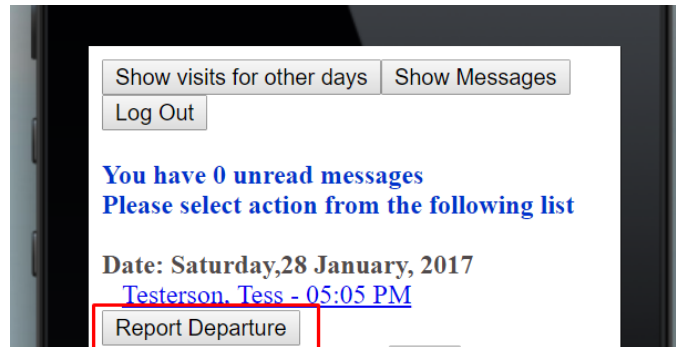 Show visits for other days Show Messages
Log Out
You have 0 unread messages
Please select action from the following list
Date: Saturday,28 January, 2017
Testerson, Tess - 05:05 PM
Report Departure